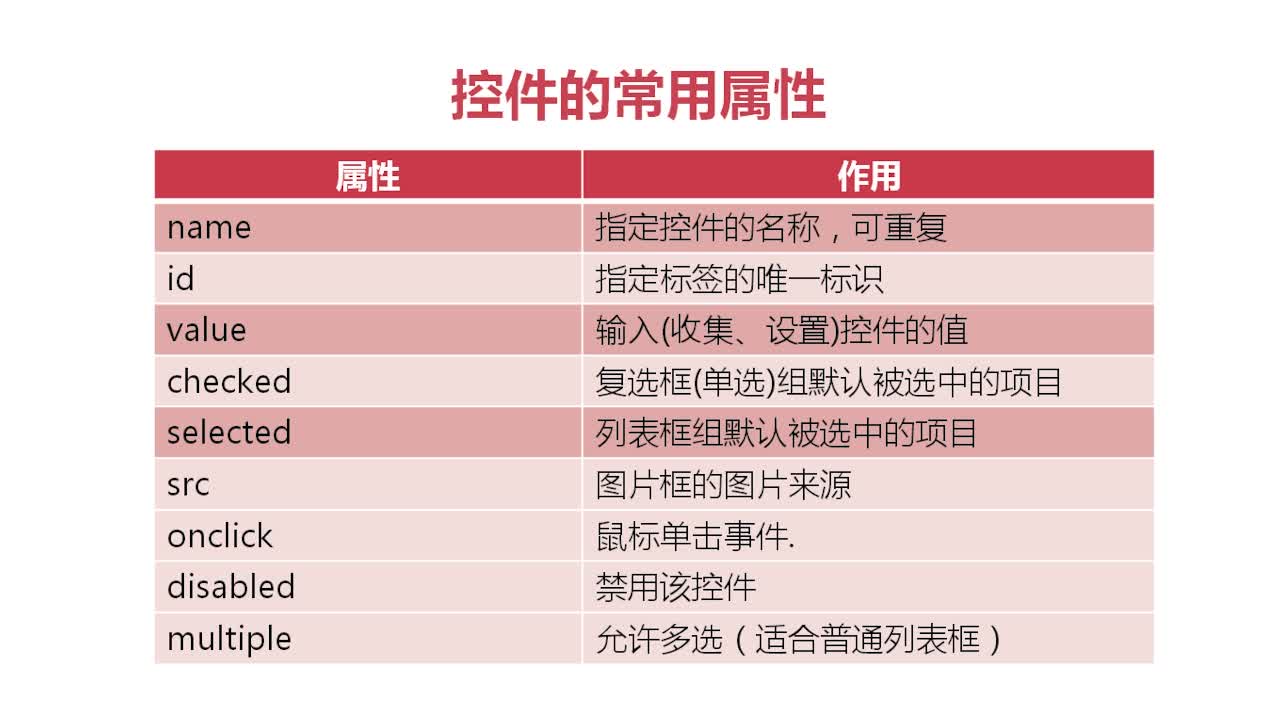 控件的常用属性
属性 作用
name 指定控件的名称，可重复
id 指定标签的唯一标识
value 输入(收集、设置)控件的值
checked 复选框(单选)组默认被选中的项目
selected 列表框组默认被选中的项目
src 图片框的图片来源
onclick 鼠标单击事件.
disabled 禁用该控件
multiple 允许多选（适合普通列表框）